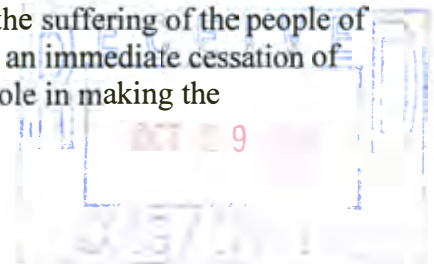 the suffering of the people of
an immediate cessation of
ole in making the
OCT 9